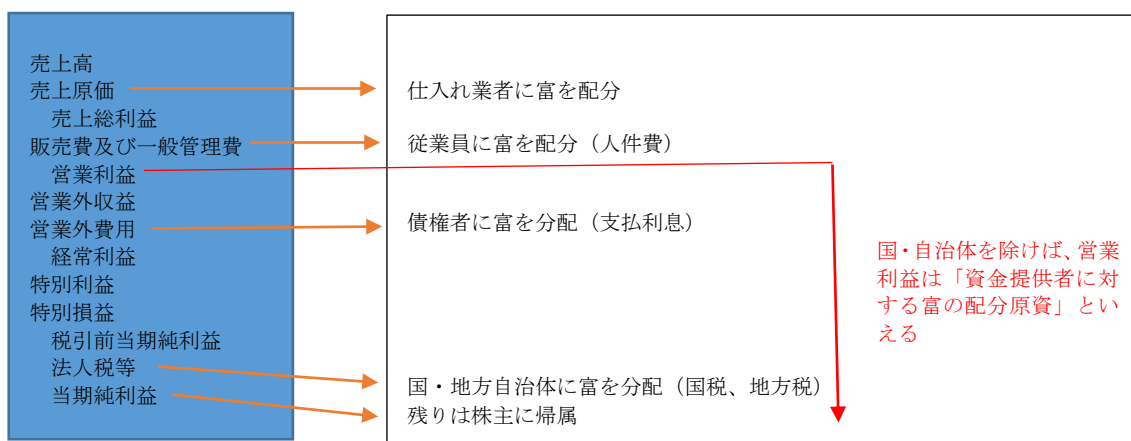 売上高
売上原価
仕入れ業者に富を配分
売上総利益
販売費及び一般管理費
従業員に富を配分（人件費）
営業利益
営業外収益
営業外費用
債権者に富を分配（支払利息）
経常利益
特別利益
特別損益
税引前当期純利益
法人税等
国・地方自治体に富を分配（国税、地方税）
当期純利益
残りは株主に帰属
国・自治体を除けば、営業
利益は「資金提供者に対
する富の配分原資」とい
える